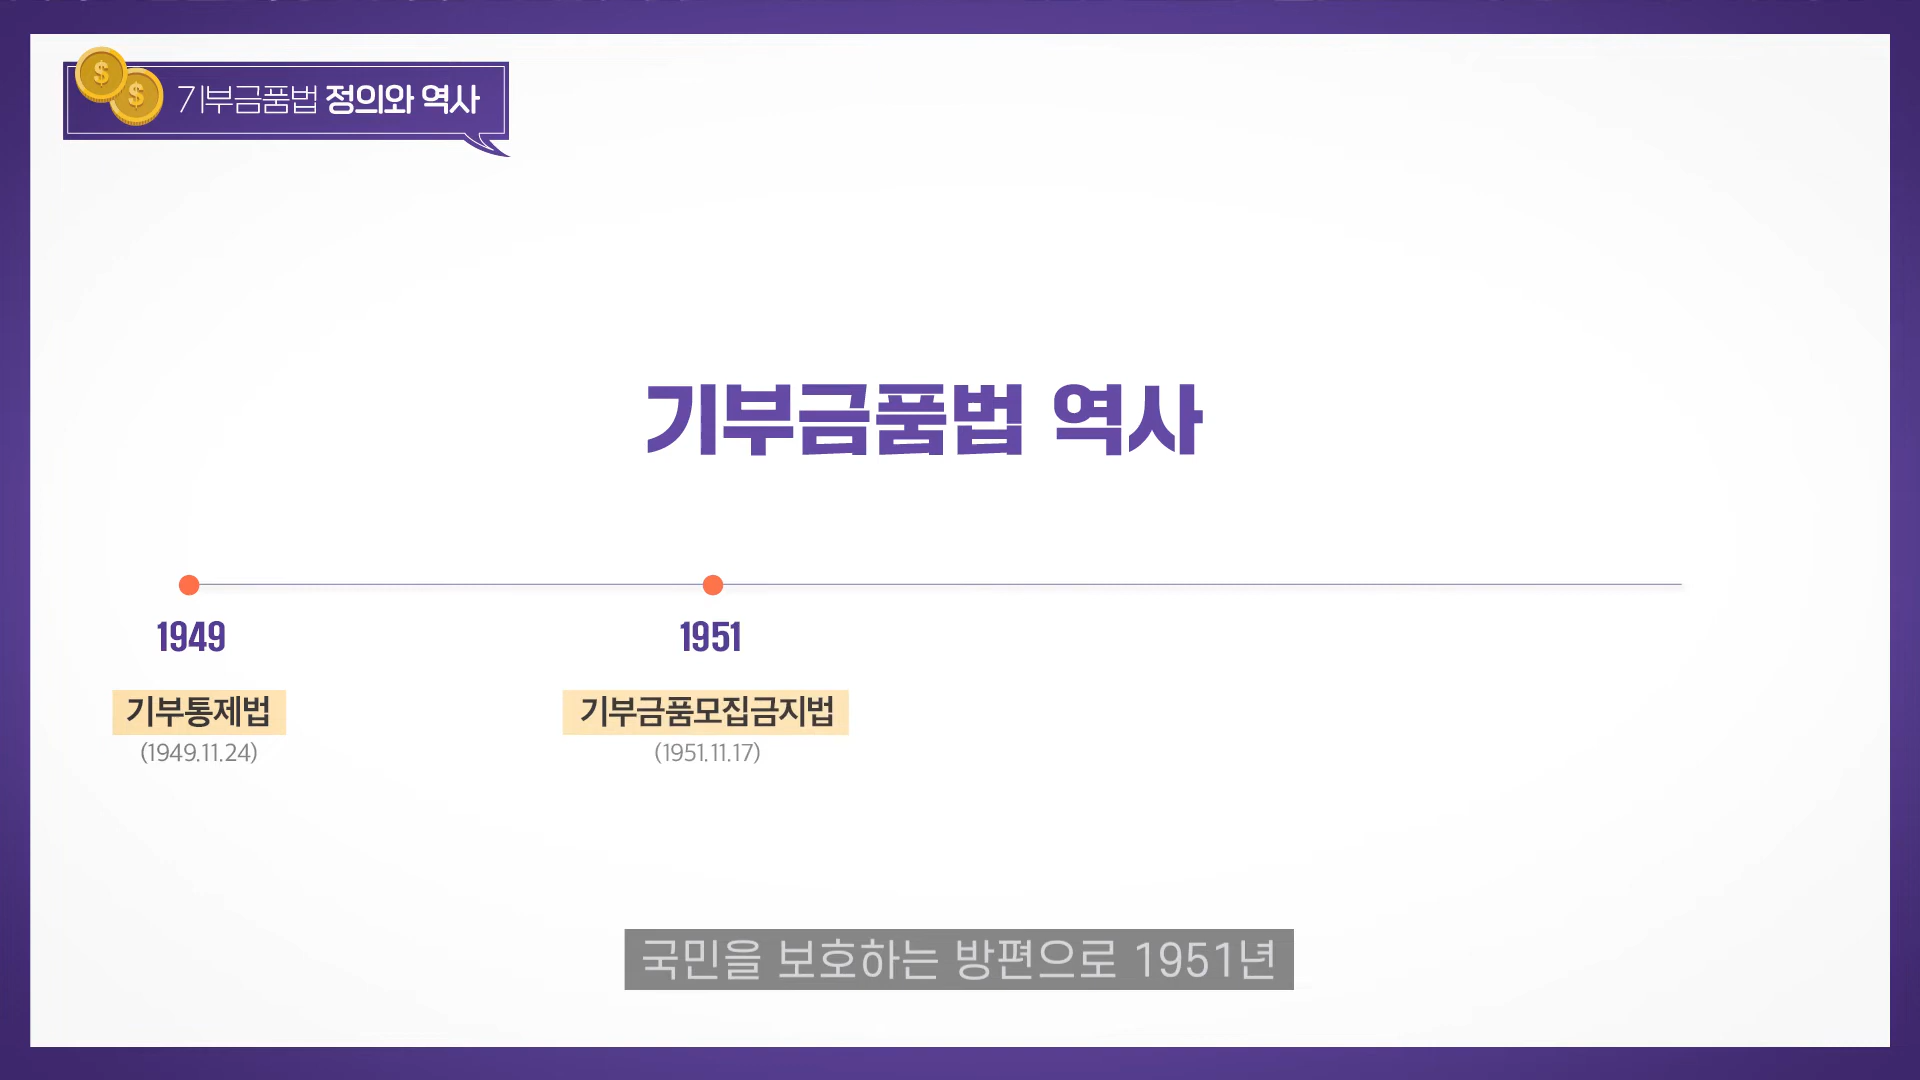 기부금품법 정의와 역사
기부금품법 역사
1949
1951
기부통제법
기부금품모집금지법
(1949.11.24)
(1951.11.17)
국민을 보호하는 방편으로 1951년